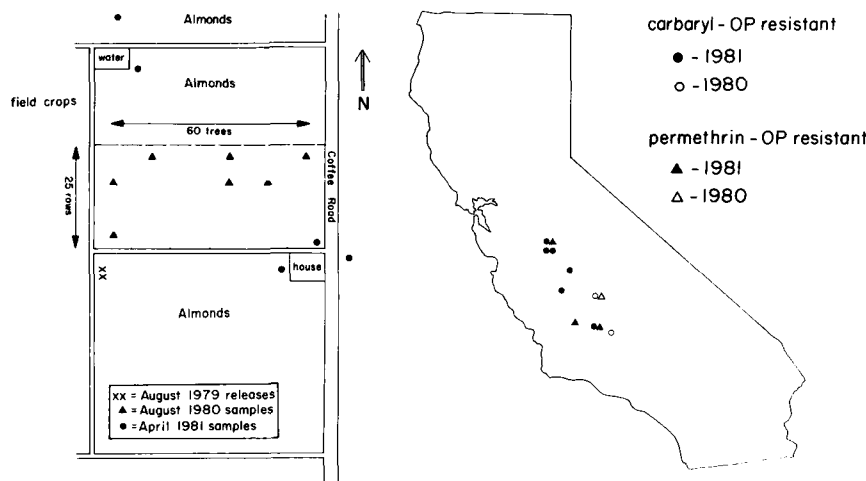 Almonds
water
Almonds
field crops
60 trees
25 rows
Coffee Road
N
xx
house
Almonds
xx = August 1979 releases
▲ = August 1980 samples
● = April 1981 samples
carbaryl - OP resistant
● - 1981
○ - 1980
permethrin - OP resistant
▲ - 1981
△ - 1980